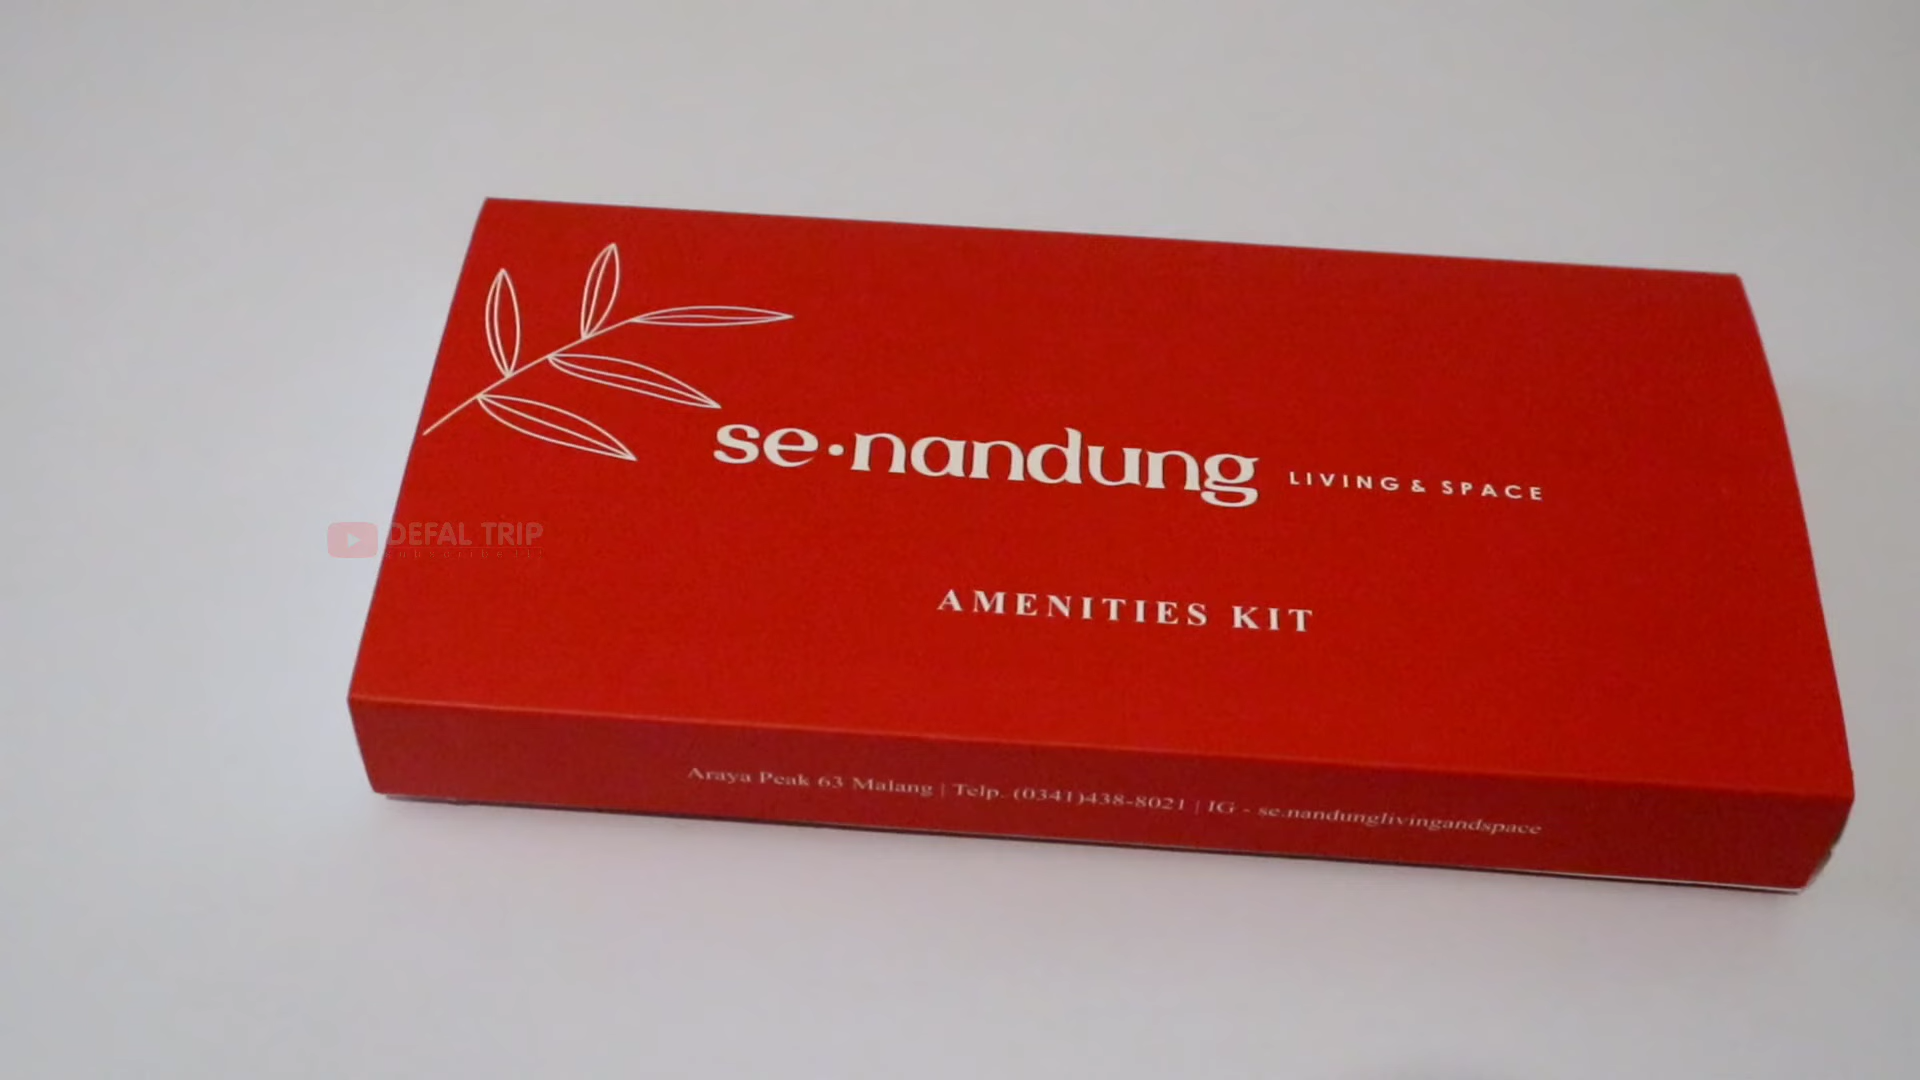 se·nandung LIVING & SPACE
DEFAL TRIP
AMENITIES KIT
Araya Peak 63 Malang | Telp. (0341)438-8021 | IG - se.nandunglivingandspace